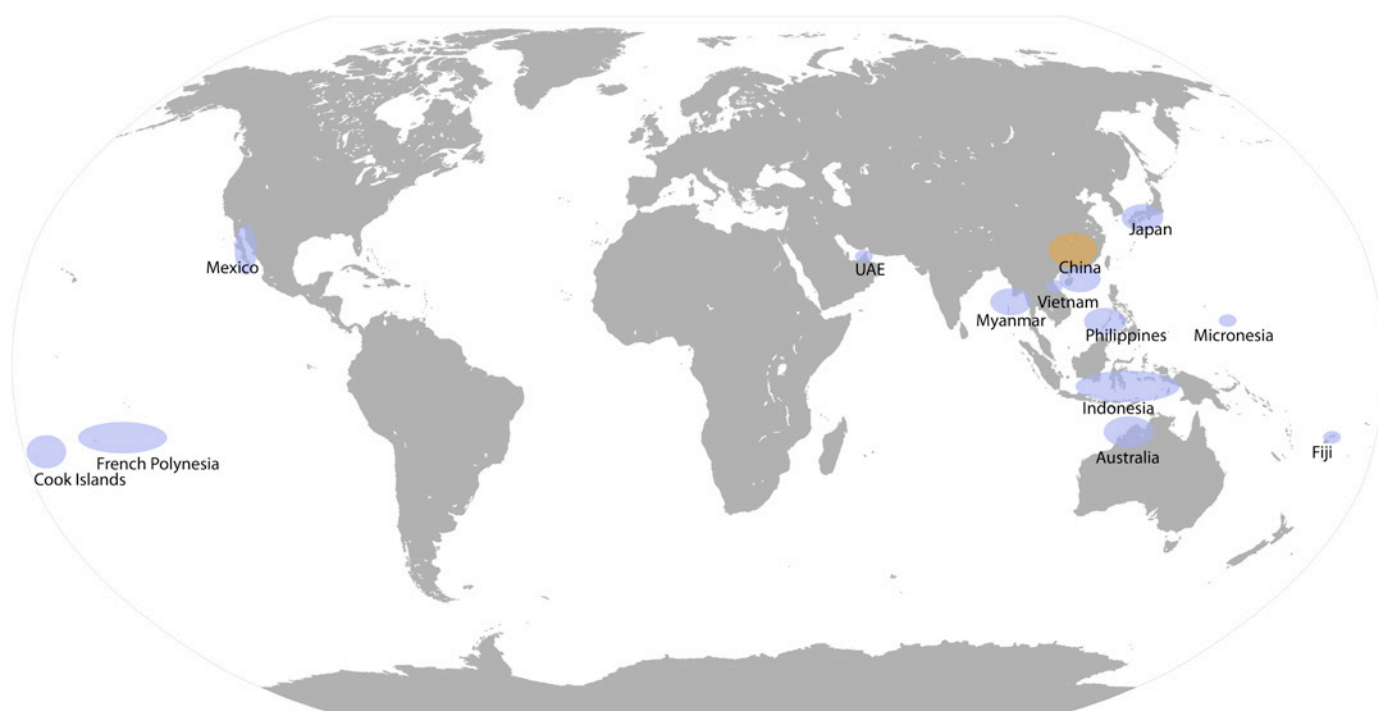 Japan
Mexico
UAE
China
Vietnam
Myanmar
Philippines
Micronesia
Indonesia
Australia
Fiji
French Polynesia
Cook Islands